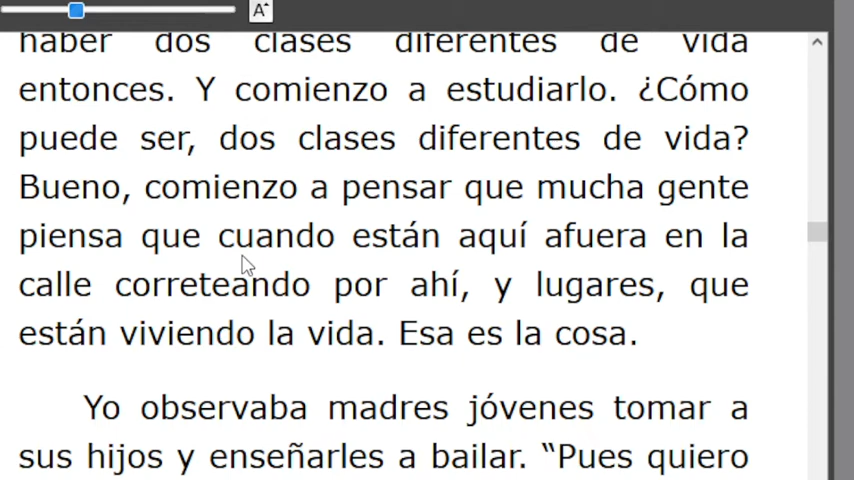 A
haber dos clases diferentes de vida
entonces. Y comienzo a estudiarlo. ¿Cómo
puede ser, dos clases diferentes de vida?
Bueno, comienzo a pensar que mucha gente
piensa que cuando están aquí afuera en la
calle correteando por ahí, y lugares, que
están viviendo la vida. Esa es la cosa.
Yo observaba madres jóvenes tomar a
sus hijos y enseñarles a bailar. “Pues quiero